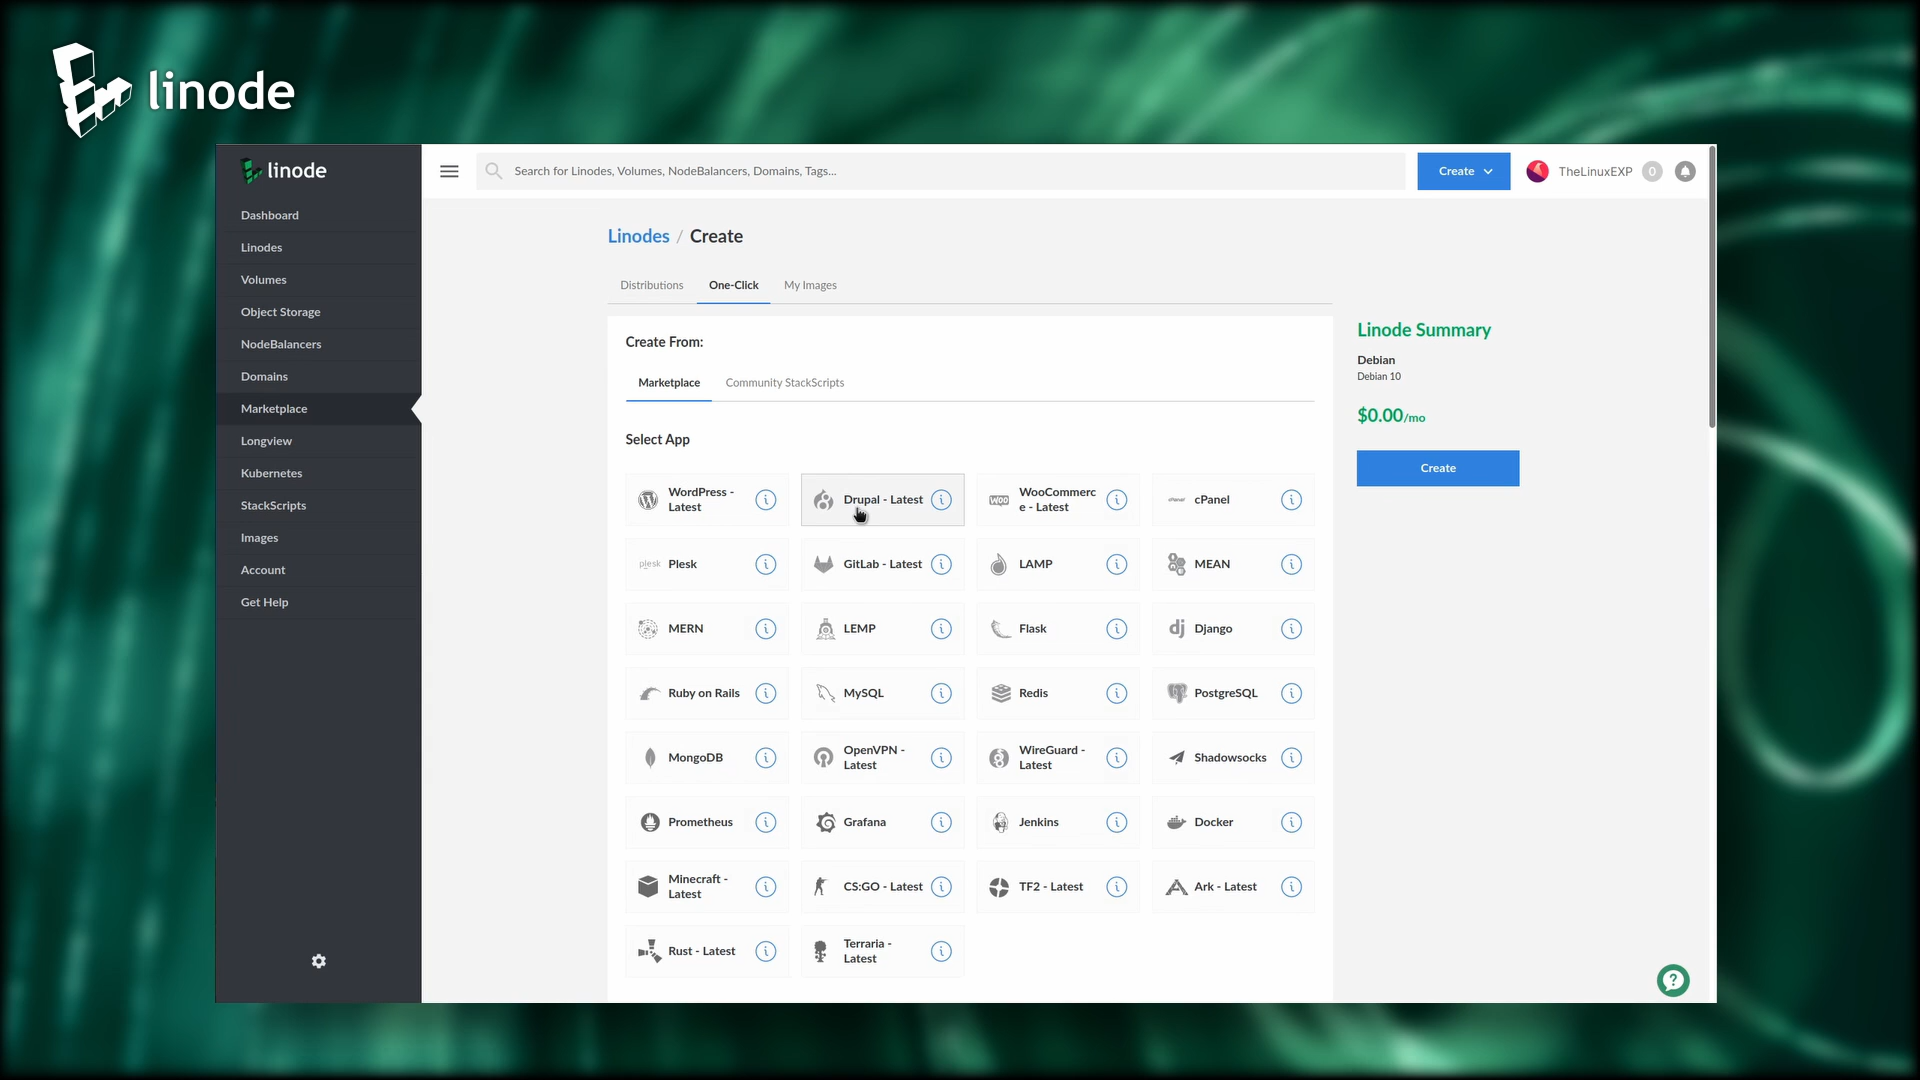 linode
linode
Search for Linodes, Volumes, NodeBalancers, Domains, Tags...
Create
TheLinuxEXP
0
Dashboard
Linodes
Volumes
Object Storage
NodeBalancers
Domains
Marketplace
Longview
Kubernetes
StackScripts
Images
Account
Get Help
Linodes / Create
Distributions
One-Click
My Images
Create From:
Marketplace
Community StackScripts
Select App
WordPress -
Latest
Drupal - Latest
WooCommerc
e - Latest
cPanel
cPanel
plesk
Plesk
GitLab - Latest
LAMP
MEAN
MERN
LEMP
Flask
dj
Django
Ruby on Rails
MySQL
Redis
PostgreSQL
MongoDB
OpenVPN -
Latest
WireGuard -
Latest
Shadowsocks
Prometheus
Grafana
Jenkins
Docker
Minecraft -
Latest
CS:GO - Latest
TF2 - Latest
Ark - Latest
Rust - Latest
Terraria -
Latest
Linode Summary
Debian
Debian 10
$0.00/mo
Create